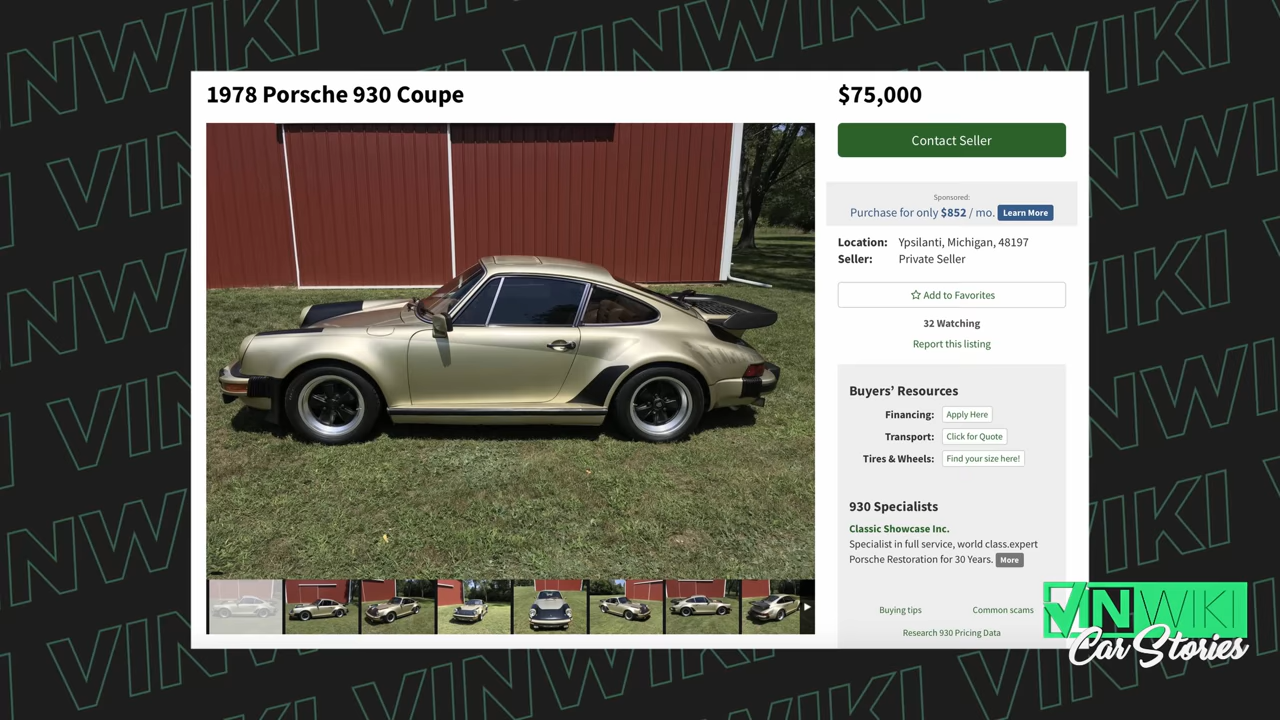 1978 Porsche 930 Coupe
$75,000
Contact Seller
Sponsored:
Purchase for only $852 / mo. Learn More
Location: Ypsilanti, Michigan, 48197
Seller: Private Seller
Add to Favorites
32 Watching
Report this listing
Buyers’ Resources
Financing: Apply Here
Transport: Click for Quote
Tires & Wheels: Find your size here!
930 Specialists
Classic Showcase Inc.
Specialist in full service, world class.expert
Porsche Restoration for 30 Years. More
Buying tips
Common scams
Research 930 Pricing Data
VINWIKI
Car Stories